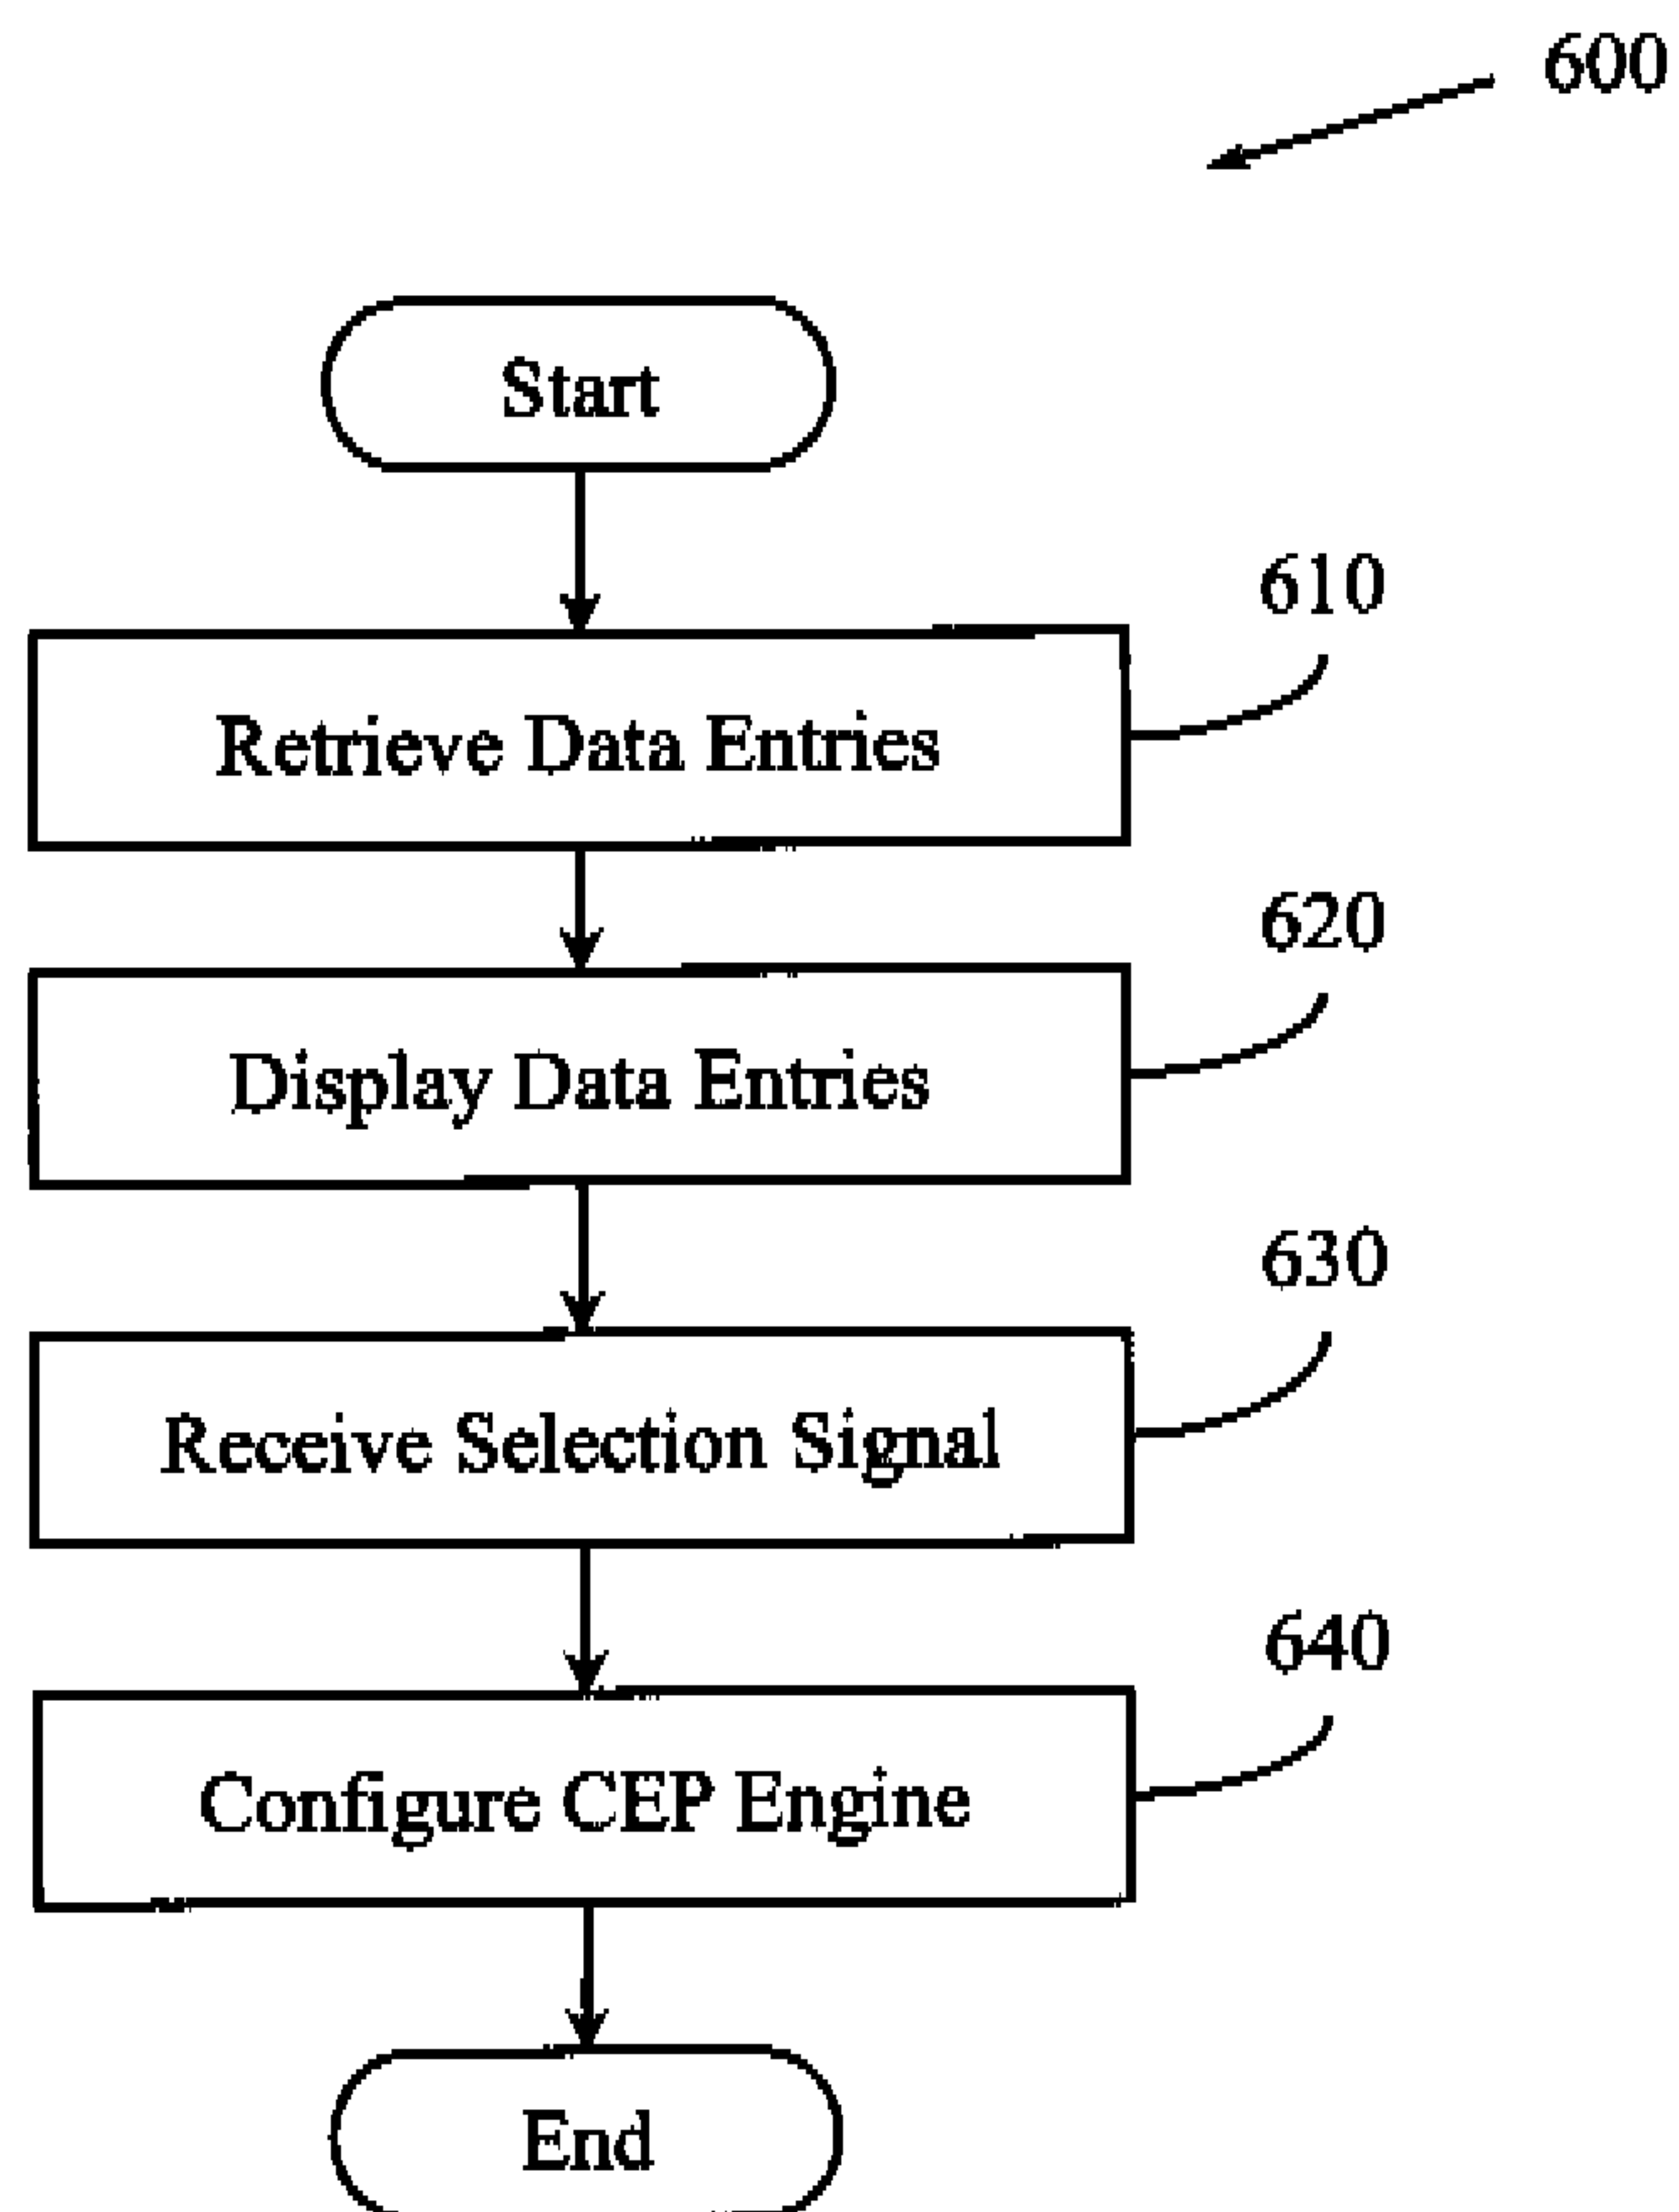 600
Start
610
Retrieve Data Entries
620
Display Data Entries
630
Receive Selection Signal
640
Configure CEP Engine
End